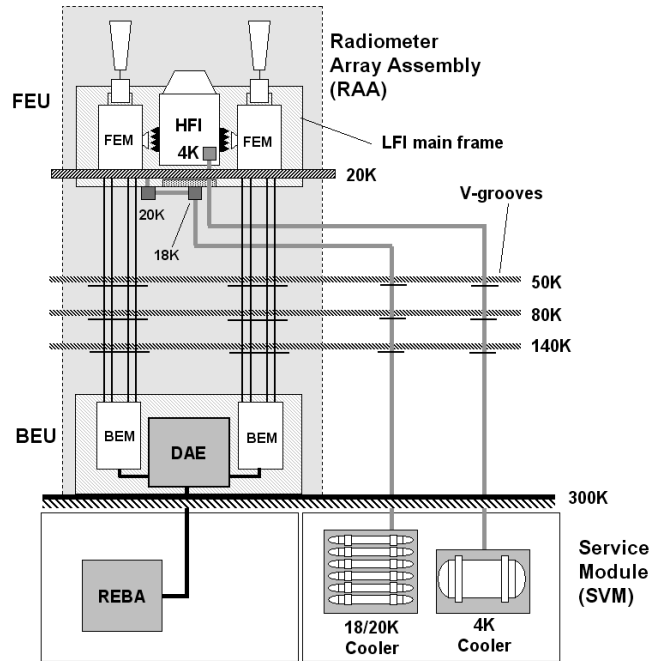 Radiometer
Array Assembly
(RAA)
FEU
HFI
FEM
FEM
4K
LFI main frame
20K
20K
18K
V-grooves
50K
80K
140K
BEU
BEM
BEM
DAE
300K
REBA
18/20K
Cooler
4K
Cooler
Service
Module
(SVM)